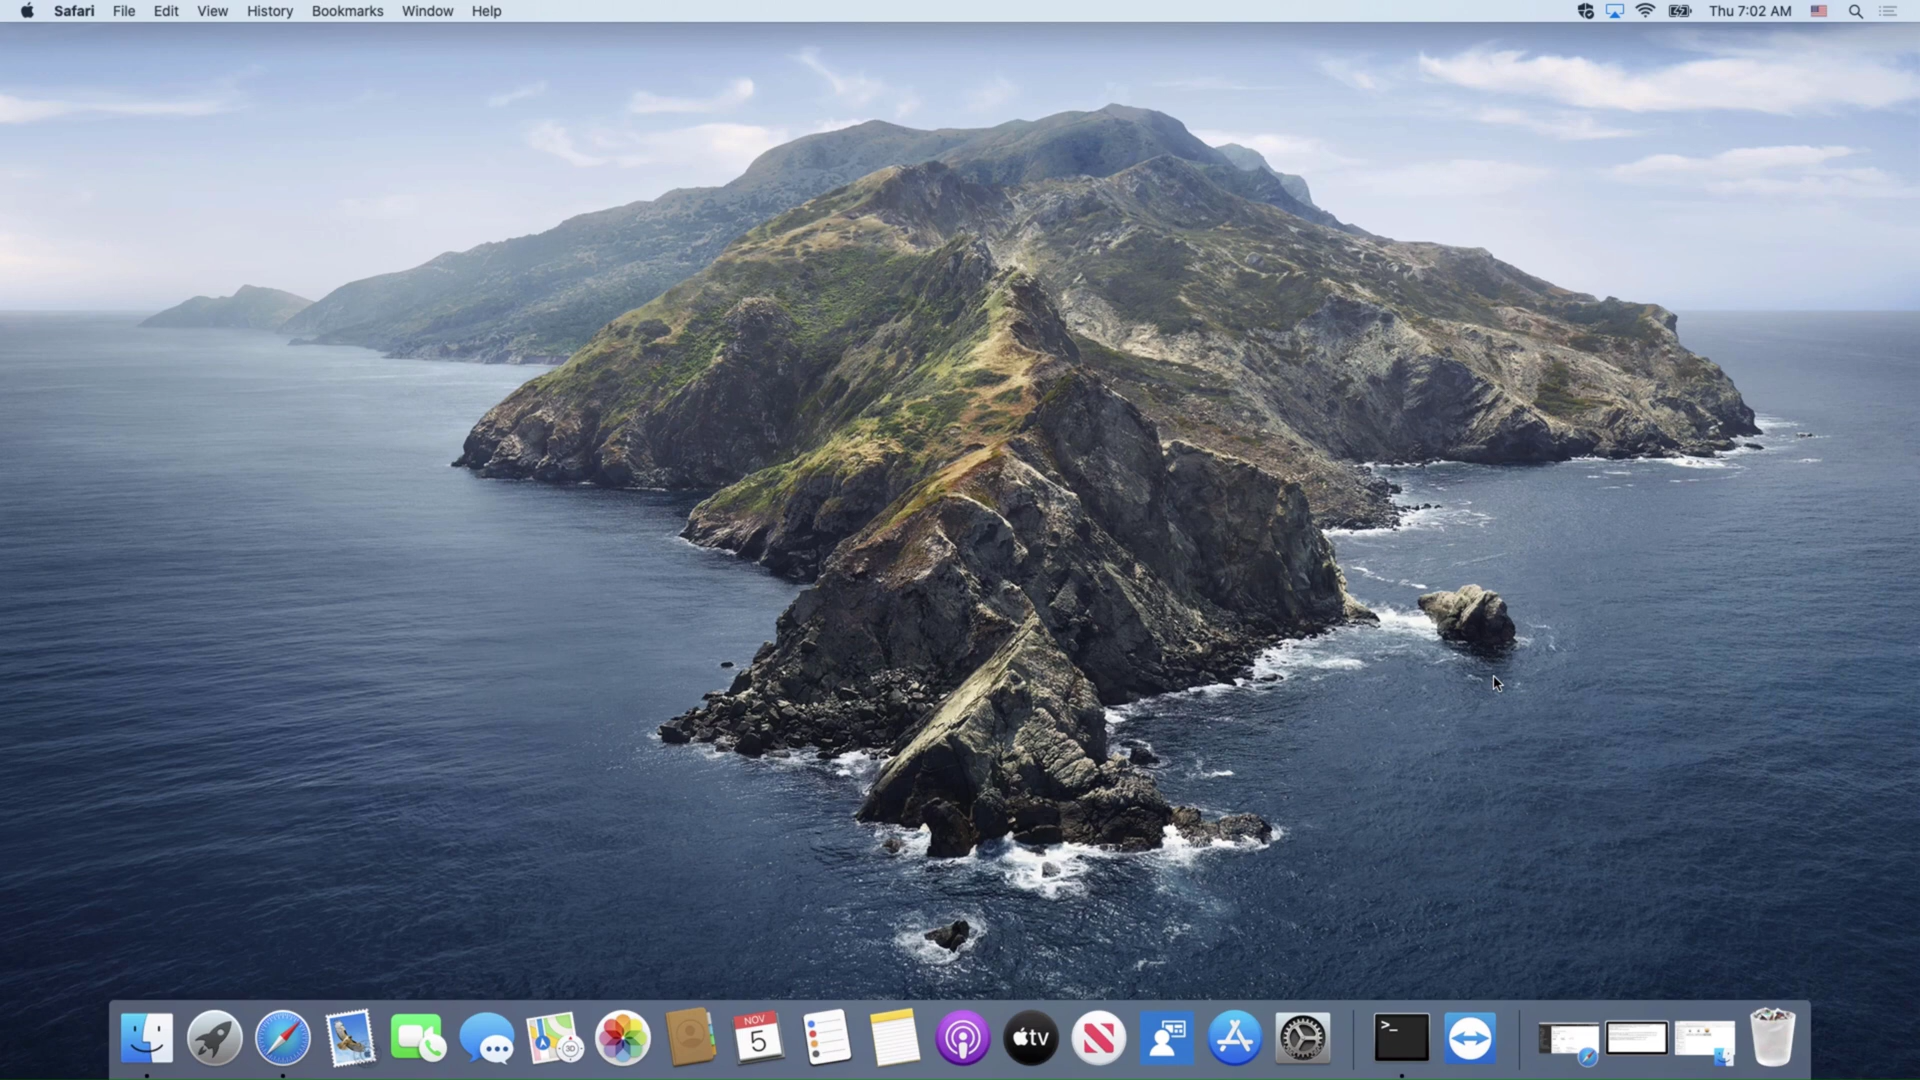 Safari File Edit View History Bookmarks Window Help Thu 7:02 AM
NOV
5
tv
>_